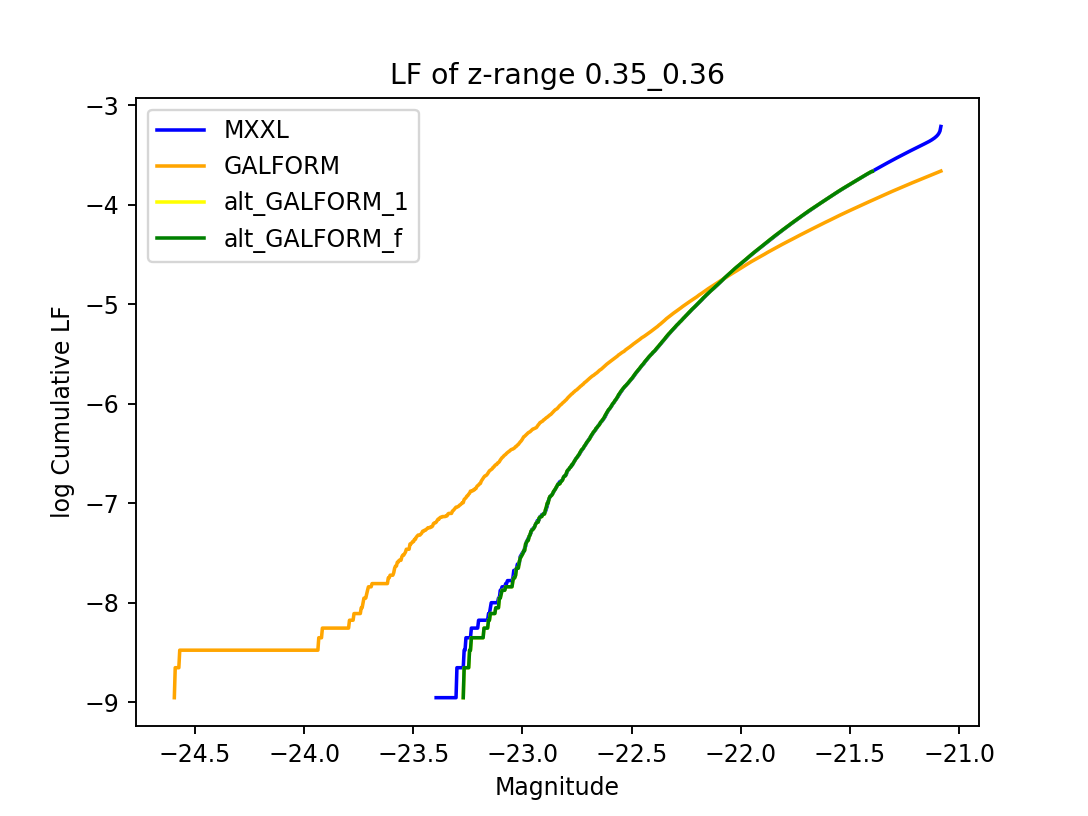 LF of z-range 0.35_0.36
MXXL
GALFORM
alt_GALFORM_1
alt_GALFORM_f
log Cumulative LF
−3
−4
−5
−6
−7
−8
−9
−24.5 −24.0 −23.5 −23.0 −22.5 −22.0 −21.5 −21.0
Magnitude